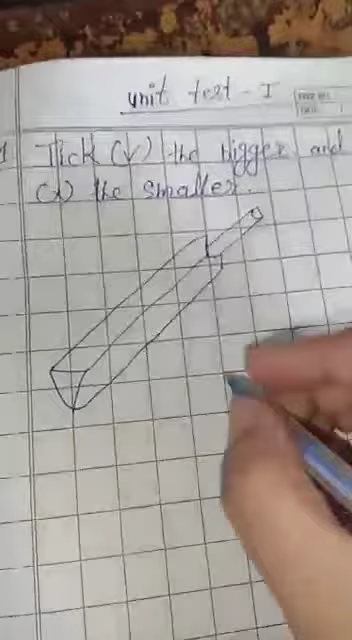 unit test - I
1 Tick (√) the bigger and
(x) the smaller.